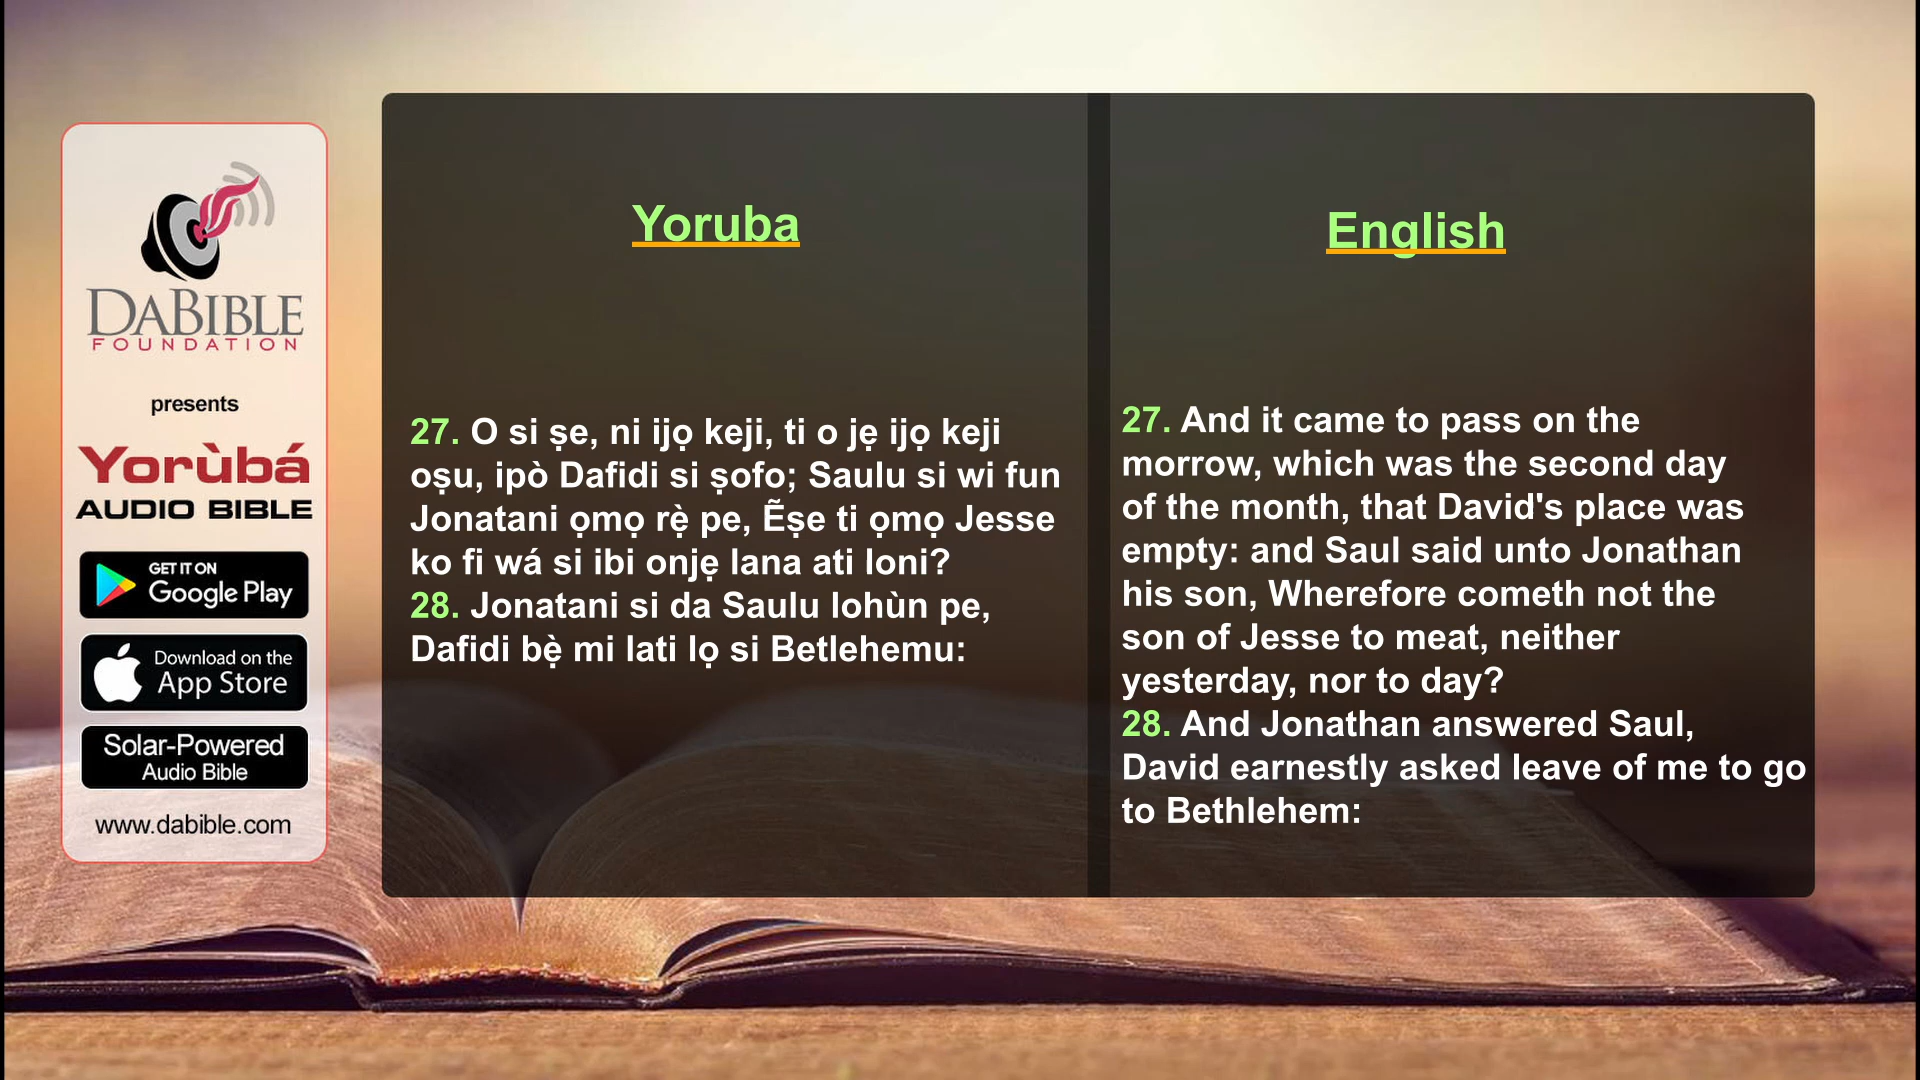 DABIBLE
FOUNDATION
presents
Yorùbá
AUDIO BIBLE
GET IT ON
Google Play
Download on the
App Store
Solar-Powered
Audio Bible
www.dabible.com
Yoruba
27. O si ṣe, ni ijọ keji, ti o jẹ ijọ keji
oṣu, ipò Dafidi si ṣofo; Saulu si wi fun
Jonatani ọmọ rẹ̀ pe, Ẽṣe ti ọmọ Jesse
ko fi wá si ibi onjẹ lana ati loni?
28. Jonatani si da Saulu lohùn pe,
Dafidi bẹ̀ mi lati lọ si Betlehemu:
English
27. And it came to pass on the
morrow, which was the second day
of the month, that David's place was
empty: and Saul said unto Jonathan
his son, Wherefore cometh not the
son of Jesse to meat, neither
yesterday, nor to day?
28. And Jonathan answered Saul,
David earnestly asked leave of me to go
to Bethlehem: